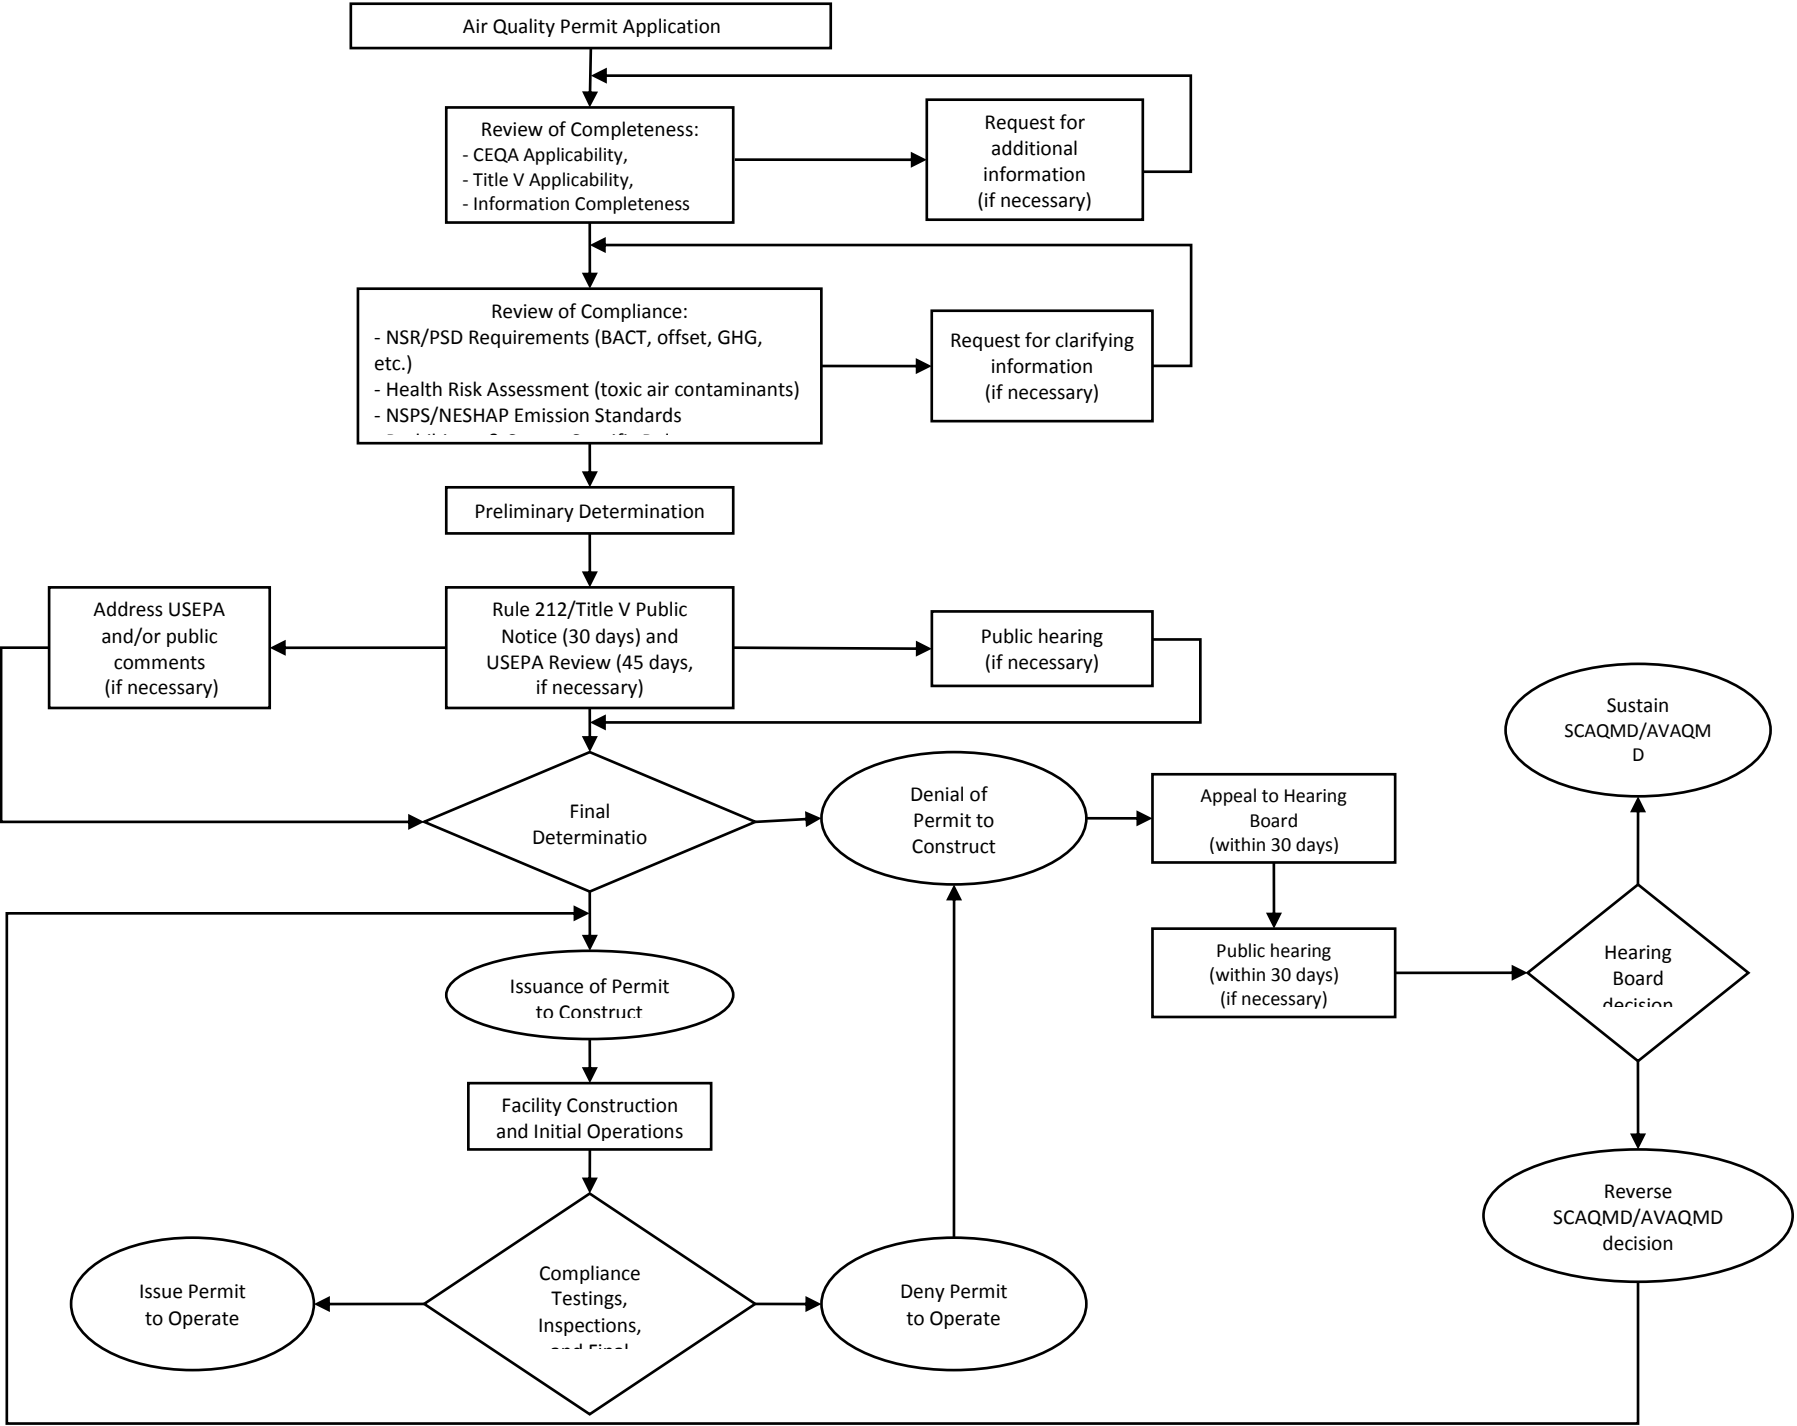 Air Quality Permit Application
Review of Completeness:
- CEQA Applicability,
- Title V Applicability,
- Information Completeness
Request for
additional
information
(if necessary)
Review of Compliance:
- NSR/PSD Requirements (BACT, offset, GHG,
etc.)
- Health Risk Assessment (toxic air contaminants)
- NSPS/NESHAP Emission Standards
Request for clarifying
information
(if necessary)
Preliminary Determination
Address USEPA
and/or public
comments
(if necessary)
Rule 212/Title V Public
Notice (30 days) and
USEPA Review (45 days,
if necessary)
Public hearing
(if necessary)
Sustain
SCAQMD/AVAQM
D
Final
Determinatio
Denial of
Permit to
Construct
Appeal to Hearing
Board
(within 30 days)
Public hearing
(within 30 days)
(if necessary)
Hearing
Board
decision
Issuance of Permit
to Construct
Facility Construction
and Initial Operations
Reverse
SCAQMD/AVAQMD
decision
Issue Permit
to Operate
Compliance
Testings,
Inspections,
and Final
Deny Permit
to Operate